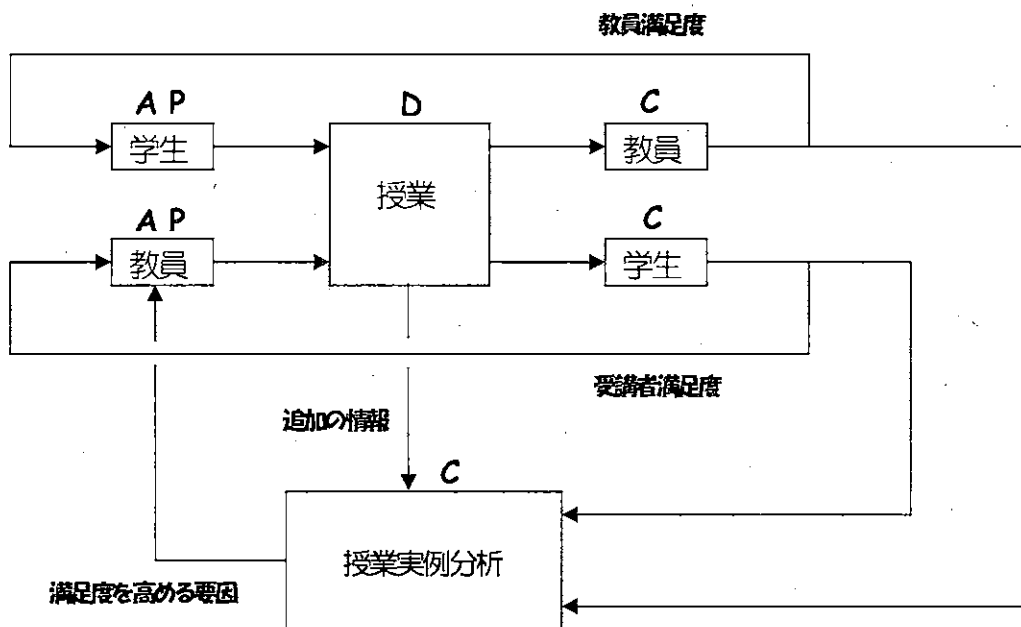 教員満足度
A P
D
C
学生
授業
教員
A P
C
教員
学生
受講者満足度
追加の情報
C
授業実例分析
満足度を高める要因